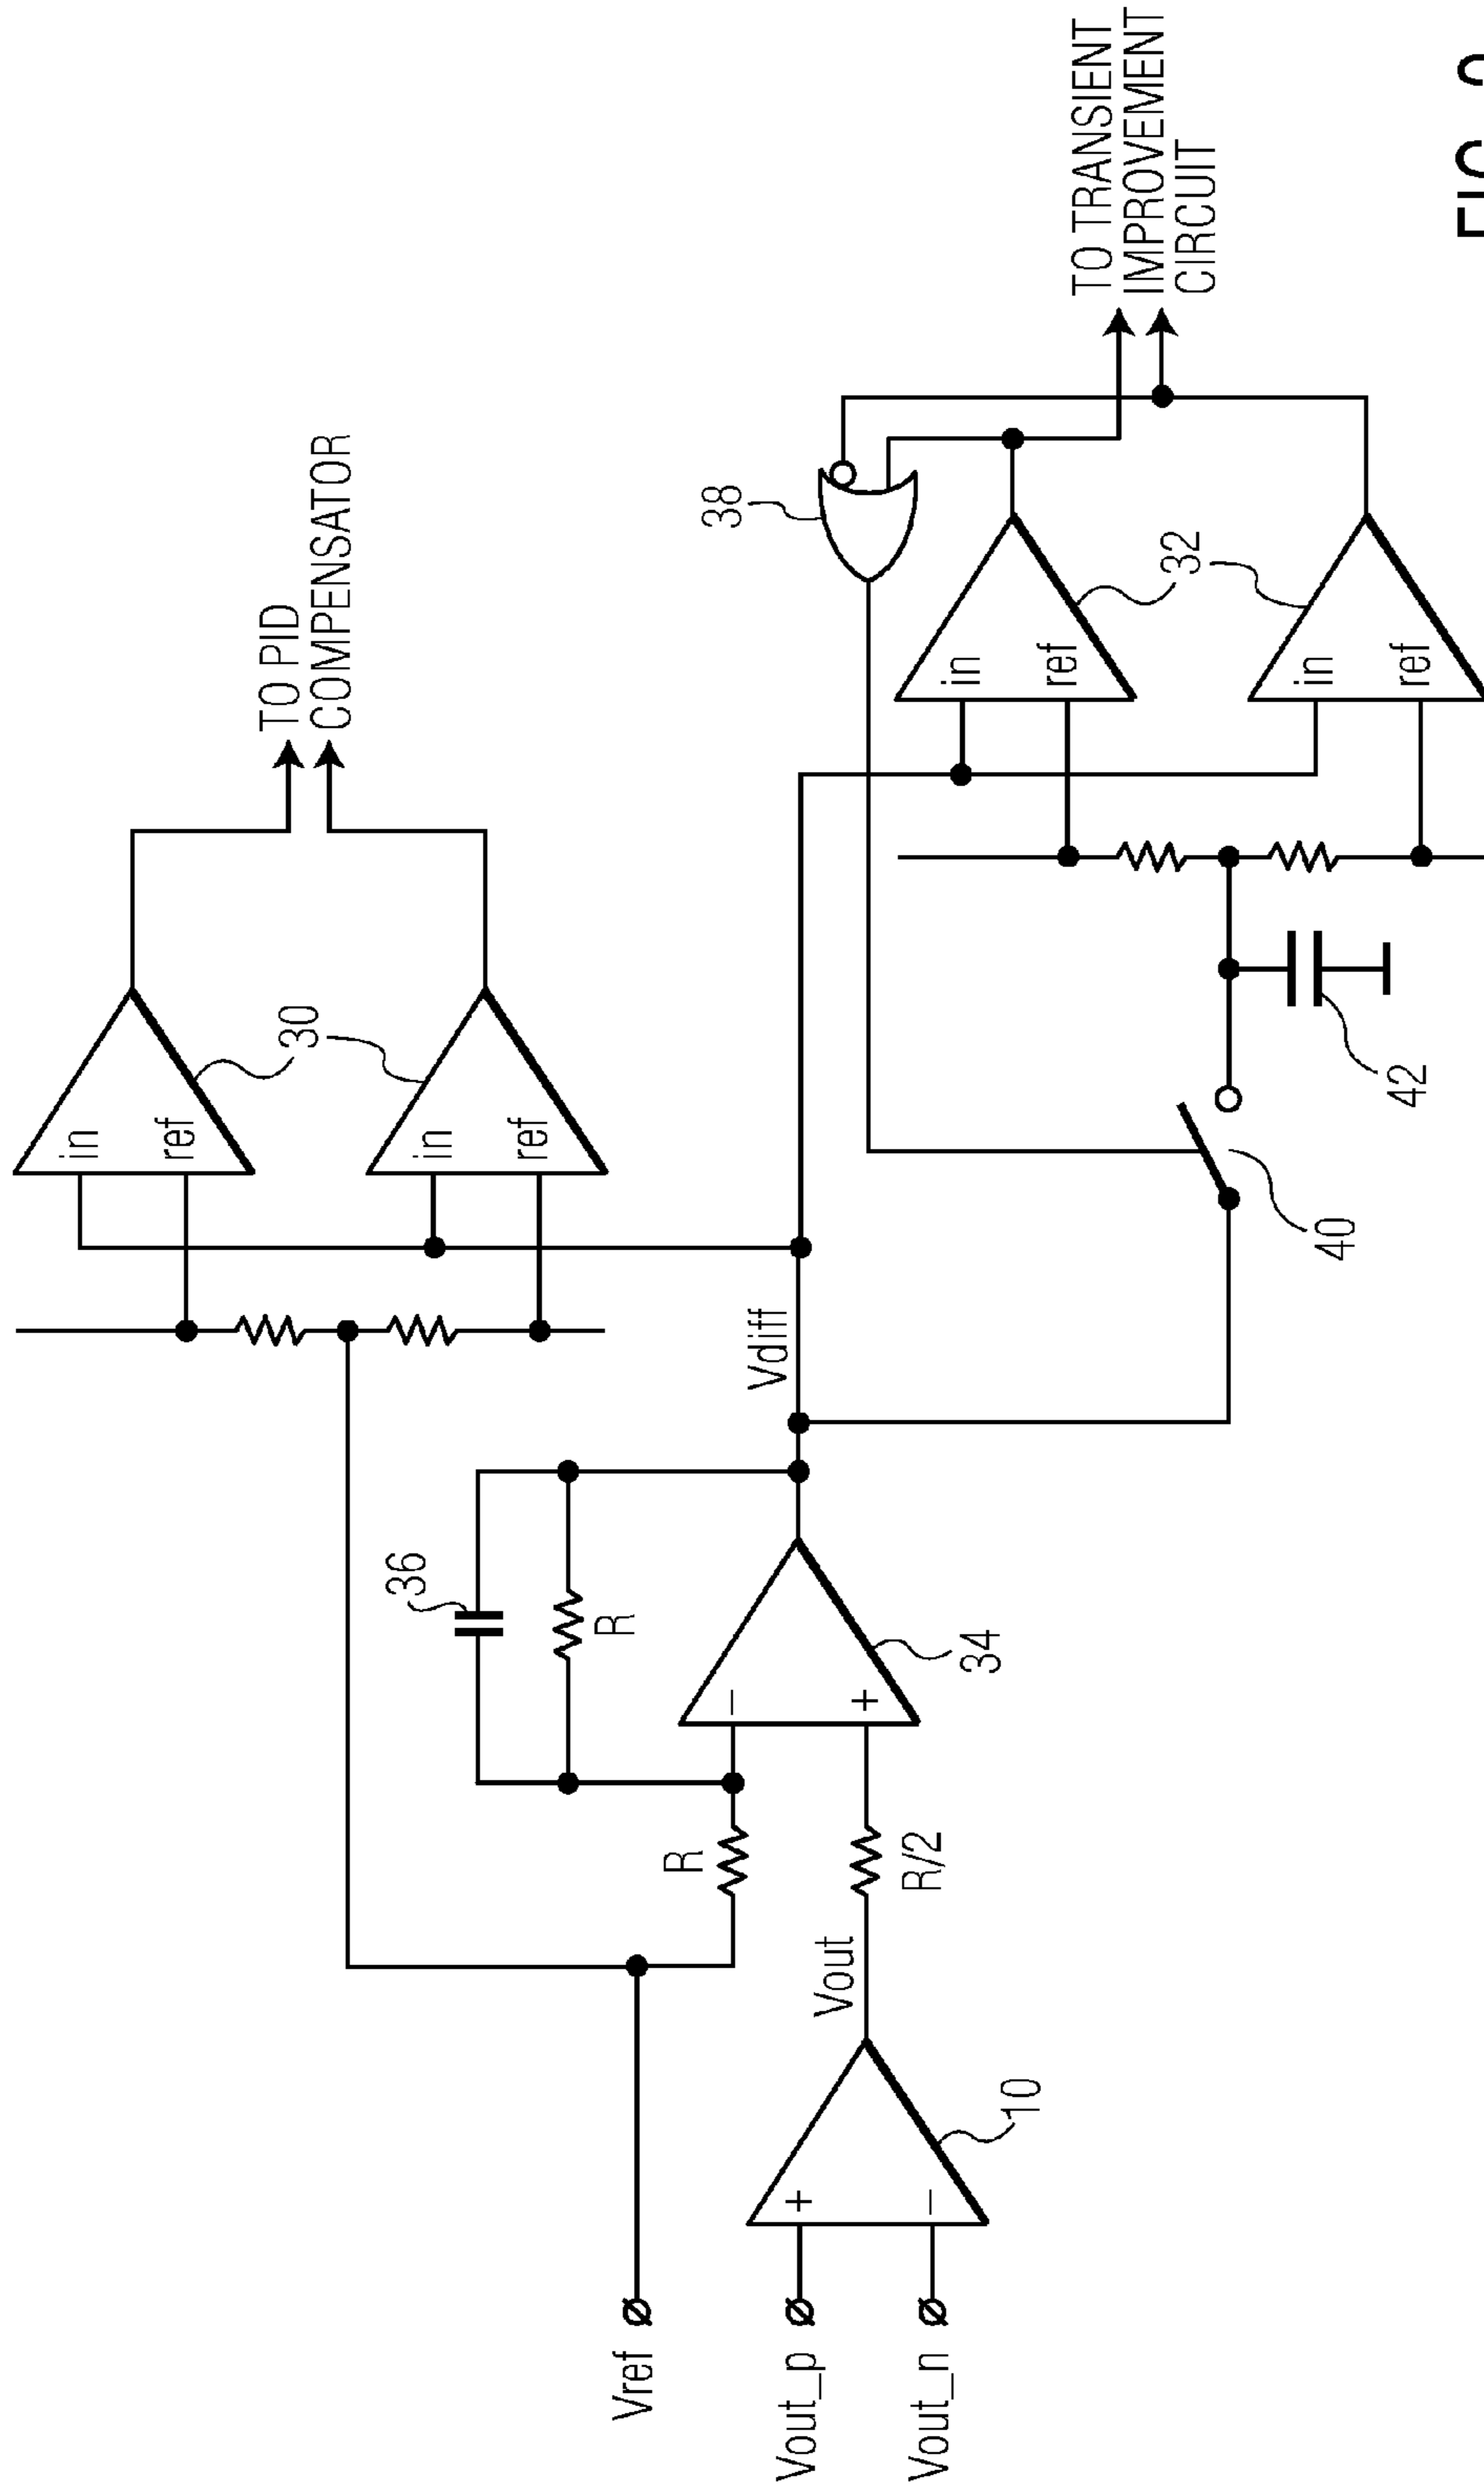 in
ref
30
in
ref
TO PID
COMPENSATOR
36
R
Vref
R
Vdiff
38
Vout_p
+
−
Vout
−
+
R/2
34
Vout_n
−
10
in
ref
32
in
ref
40
42
TO TRANSIENT
IMPROVEMENT
CIRCUIT